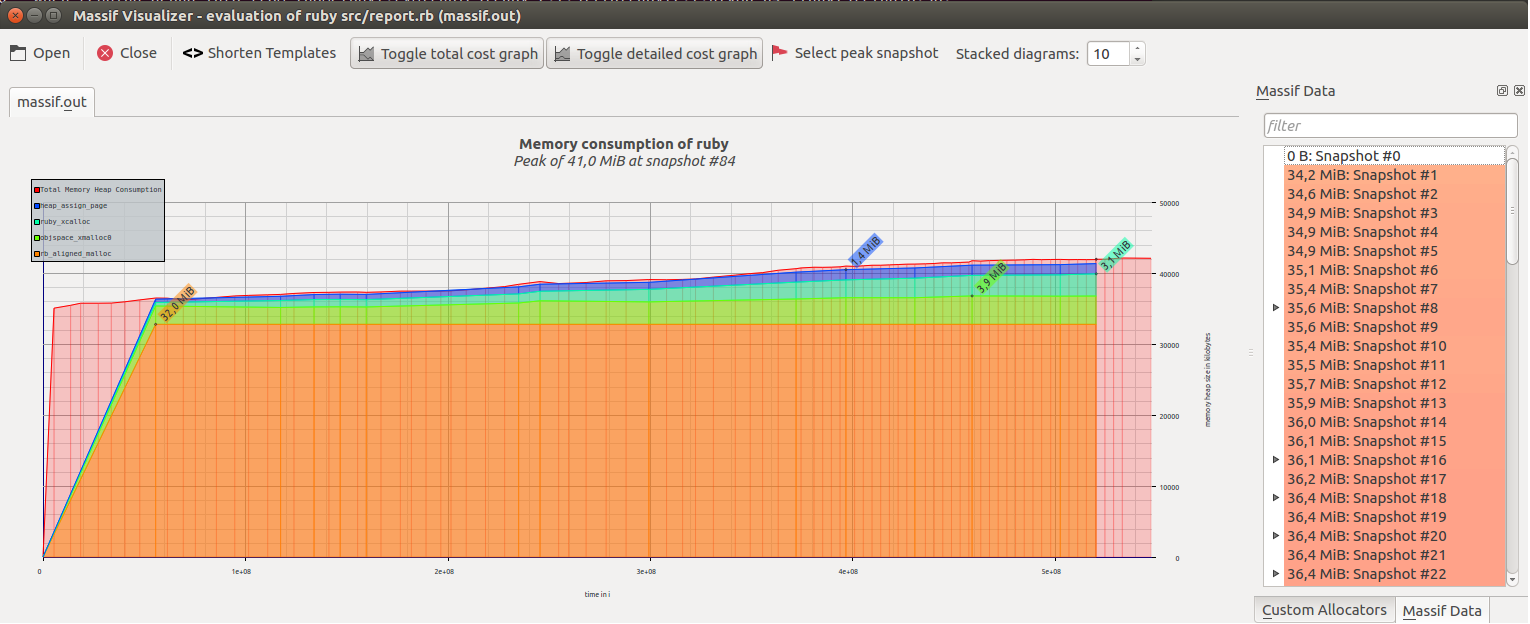 Massif Visualizer - evaluation of ruby src/report.rb (massif.out)
Open Close <> Shorten Templates Toggle total cost graph Toggle detailed cost graph Select peak snapshot Stacked diagrams: 10
massif.out
Memory consumption of ruby
Peak of 41,0 MiB at snapshot #84
Total Memory Heap Consumption
heap_assign_page
ruby_xcalloc
objspace_xmalloc0
rb_aligned_malloc
32,0 MiB
1,4 MiB
3,9 MiB
3,1 MiB
50000
40000
30000
20000
10000
0
memory heap size in kilobytes
0 1e+08 2e+08 3e+08 4e+08 5e+08
time in i
Massif Data
filter
0 B: Snapshot #0
34,2 MiB: Snapshot #1
34,6 MiB: Snapshot #2
34,9 MiB: Snapshot #3
34,9 MiB: Snapshot #4
34,9 MiB: Snapshot #5
35,1 MiB: Snapshot #6
35,4 MiB: Snapshot #7
35,6 MiB: Snapshot #8
35,6 MiB: Snapshot #9
35,4 MiB: Snapshot #10
35,5 MiB: Snapshot #11
35,7 MiB: Snapshot #12
35,9 MiB: Snapshot #13
36,0 MiB: Snapshot #14
36,1 MiB: Snapshot #15
36,1 MiB: Snapshot #16
36,2 MiB: Snapshot #17
36,4 MiB: Snapshot #18
36,4 MiB: Snapshot #19
36,4 MiB: Snapshot #20
36,4 MiB: Snapshot #21
36,4 MiB: Snapshot #22
Custom Allocators Massif Data